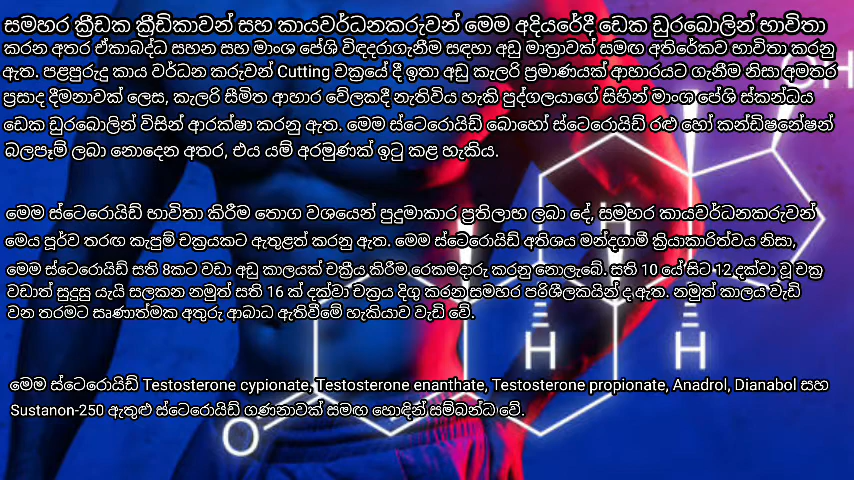 සමහර ක්‍රීඩක ක්‍රීඩිකාවන් සහ කායවර්ධනකරුවන් මෙම අදියරේදී ඩෙක ඩුරබොලින් භාවිතා
කරන අතර ඒකාබද්ධ සහන සහ මාංශ පේශි විඳදරාගැනීම සඳහා අඩු මාත්‍රාවක් සමඟ අතිරේකව භාවිතා කරනු
ඇත. පළපුරුදු කාය වර්ධන කරුවන් Cutting චක්‍රයේ දී ඉතා අඩු කැලරි ප්‍රමාණයක් ආහාරයට ගැනීම නිසා අමතර
ප්‍රසාද දීමනාවක් ලෙස, කැලරි සීමිත ආහාර වේලකදී නැතිවිය හැකි පුද්ගලයාගේ සිහින් මාංශ පේශි ස්කන්ධය
ඩෙක ඩුරබොලින් විසින් ආරක්ෂා කරනු ඇත. මෙම ස්ටෙරොයිඩ් බොහෝ ස්ටෙරොයිඩ් රළු හෝ කන්ඩිෂනේෂන්
බලපෑම් ලබා නොදෙන අතර, එය යම් අරමුණක් ඉටු කළ හැකිය.
මෙම ස්ටෙරොයිඩ් භාවිතා කිරීම තොග වශයෙන් පුදුමාකාර ප්‍රතිලාභ ලබා දේ, සමහර කායවර්ධනකරුවන්
මෙය පූර්ව තරඟ කැපුම් චක්‍රයකට ඇතුළත් කරනු ඇත. මෙම ස්ටෙරොයිඩ් අතිශය මන්දගාමී ක්‍රියාකාරිත්වය නිසා,
මෙම ස්ටෙරොයිඩ් සති 8කට වඩා අඩු කාලයක් චක්‍රීය කිරීම රෙකමදාරු කරනු නොලැබේ. සති 10 යේසිට 12 දක්වා වූ චක්‍ර
වඩාත් සුදුසු යැයි සලකන නමුත් සති 16 ක් දක්වා චක්‍රය දිගු කරන සමහර පරිශීලකයින් ද ඇත. නමුත් කාලය වැඩි
වන තරමට සෘණාත්මක අතුරු ආබාධ ඇතිවීමේ හැකියාව වැඩි වේ.
H H
මෙම ස්ටෙරොයිඩ් Testosterone cypionate, Testosterone enanthate, Testosterone propionate, Anadrol, Dianabol සහ
Sustanon-250 ඇතුළු ස්ටෙරොයිඩ් ගණනාවක් සමඟ හොඳින් සම්බන්ධ වේ.
O